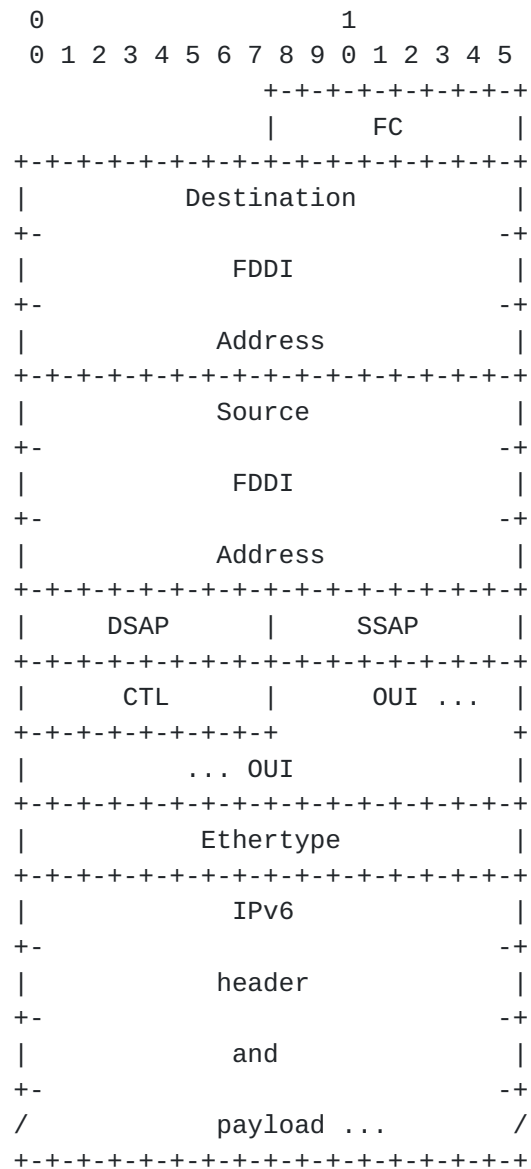 0                   1
 0 1 2 3 4 5 6 7 8 9 0 1 2 3 4 5
                +-+-+-+-+-+-+-+-+
                |      FC       |
+-+-+-+-+-+-+-+-+-+-+-+-+-+-+-+-+
|          Destination          |
+-                             -+
|             FDDI              |
+-                             -+
|            Address            |
+-+-+-+-+-+-+-+-+-+-+-+-+-+-+-+-+
|            Source             |
+-                             -+
|             FDDI              |
+-                             -+
|            Address            |
+-+-+-+-+-+-+-+-+-+-+-+-+-+-+-+-+
|     DSAP      |     SSAP      |
+-+-+-+-+-+-+-+-+-+-+-+-+-+-+-+-+
|      CTL      |      OUI ...  |
+-+-+-+-+-+-+-+-+               +
|          ... OUI              |
+-+-+-+-+-+-+-+-+-+-+-+-+-+-+-+-+
|           Ethertype           |
+-+-+-+-+-+-+-+-+-+-+-+-+-+-+-+-+
|             IPv6              |
+-                             -+
|            header             |
+-                             -+
|             and               |
+-                             -+
/            payload ...        /
+-+-+-+-+-+-+-+-+-+-+-+-+-+-+-+-+